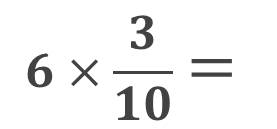 6 × 3/10 =